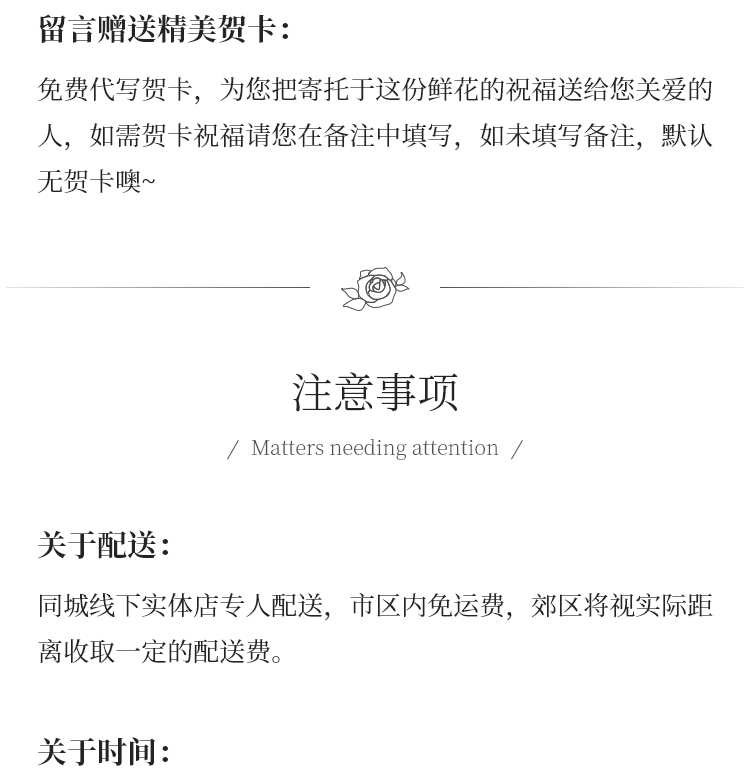 留言赠送精美贺卡：
免费代写贺卡，为您把寄托于这份鲜花的祝福送给您关爱的
人，如需贺卡祝福请您在备注中填写，如未填写备注，默认
无贺卡噢~
注意事项
/ Matters needing attention /
关于配送：
同城线下实体店专人配送，市区内免运费，郊区将视实际距
离收取一定的配送费。
关于时间：